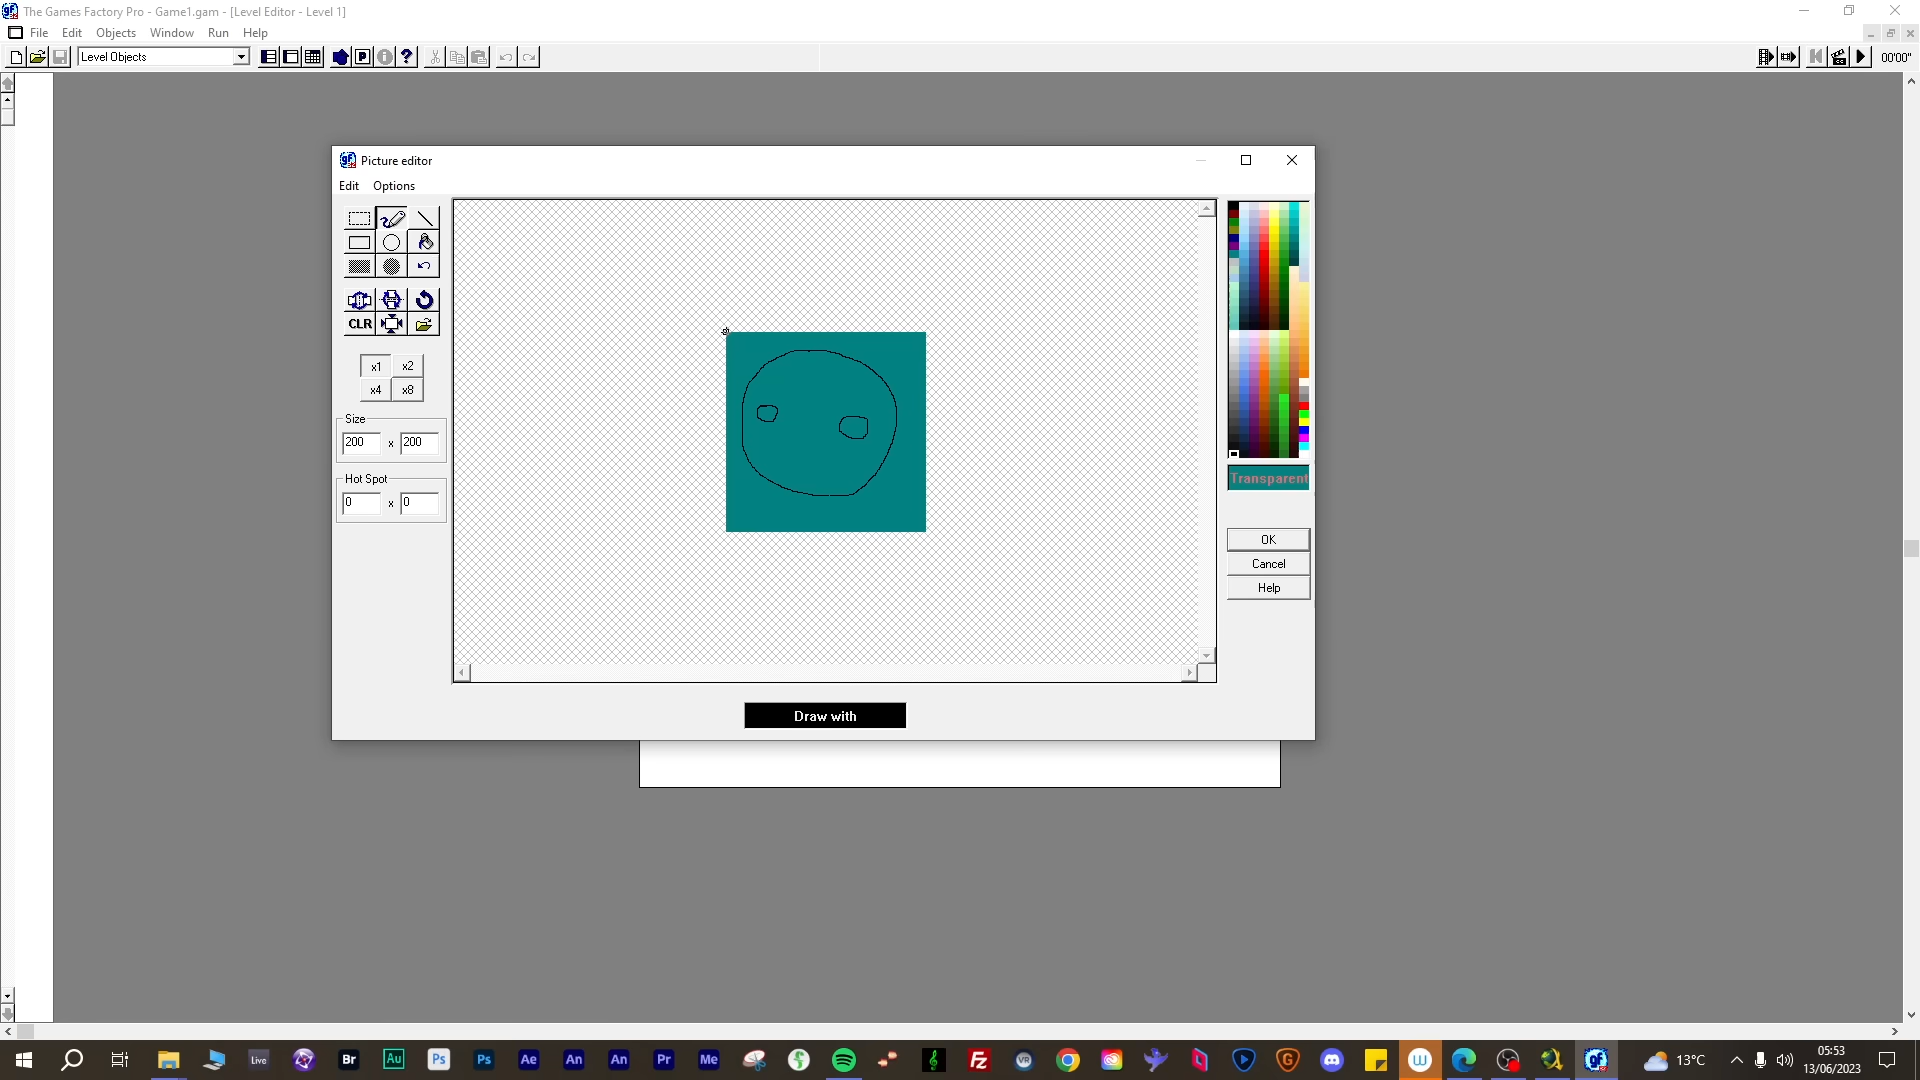 The Games Factory Pro - Game1.gam - [Level Editor - Level 1]
File Edit Objects Window Run Help
Level Objects
00'00"
Picture editor
Edit Options
CLR
x1 x2
x4 x8
Size
200 x 200
Hot Spot
0 x 0
Transparent
OK
Cancel
Help
Draw with
Live Br Au Ps Ps Ae An An Pr Me VR W
13°C
05:53
13/06/2023